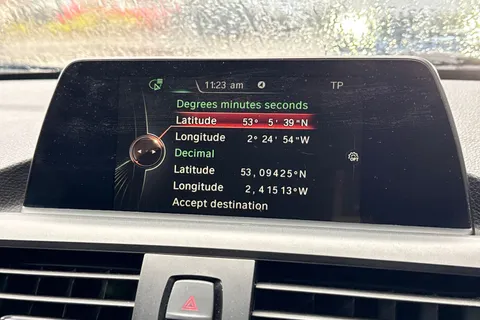 11:23 am TP
Degrees minutes seconds
Latitude 53° 5' 39"N
Longitude 2° 24' 54"W
Decimal
Latitude 53,09425°N
Longitude 2,41513°W
Accept destination